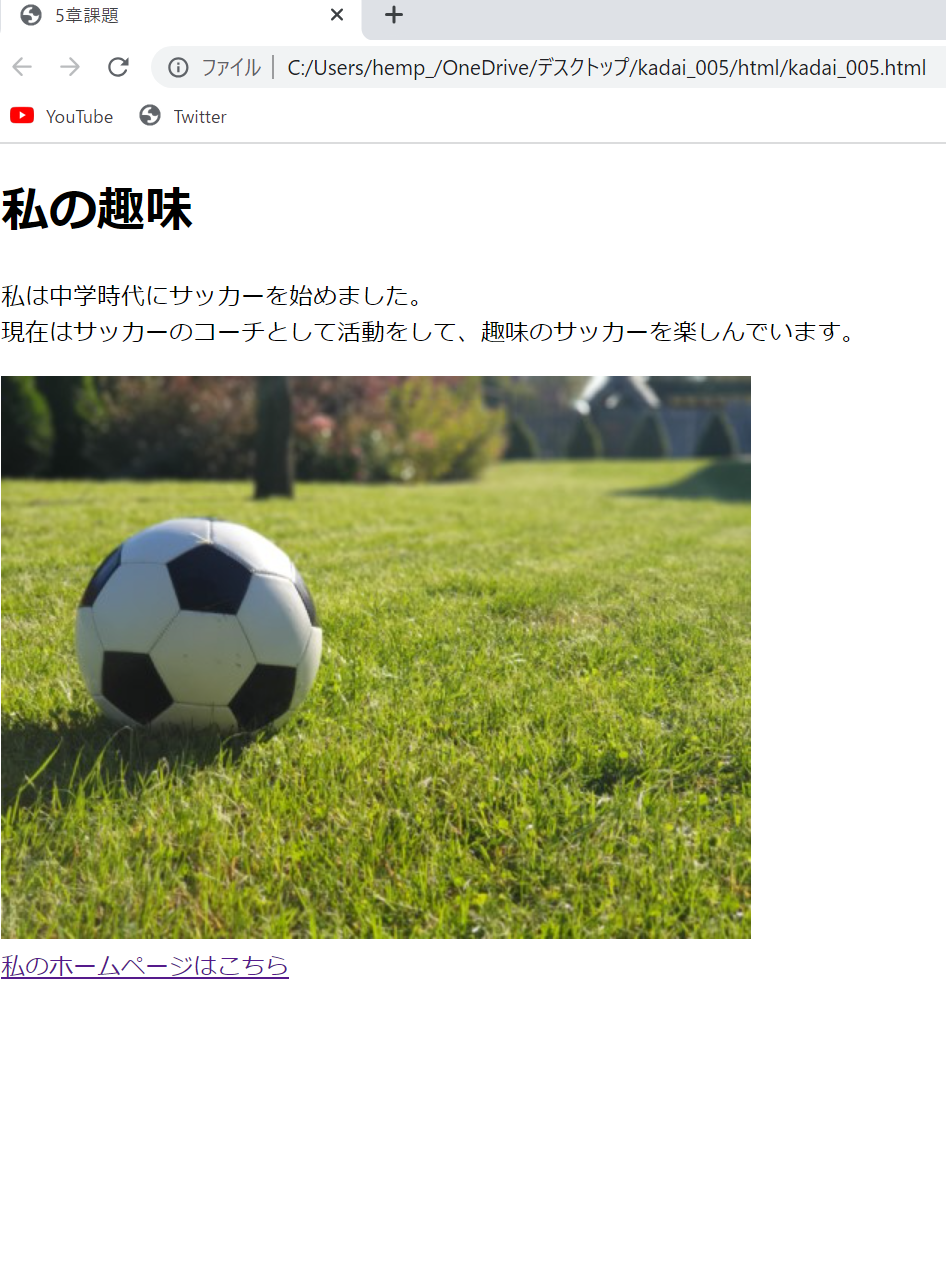 5章課題
ファイル C:/Users/hemp_/OneDrive/デスクトップ/kadai_005/html/kadai_005.html
YouTube Twitter
私の趣味
私は中学時代にサッカーを始めました。
現在はサッカーのコーチとして活動をして、趣味のサッカーを楽しんでいます。
私のホームページはこちら